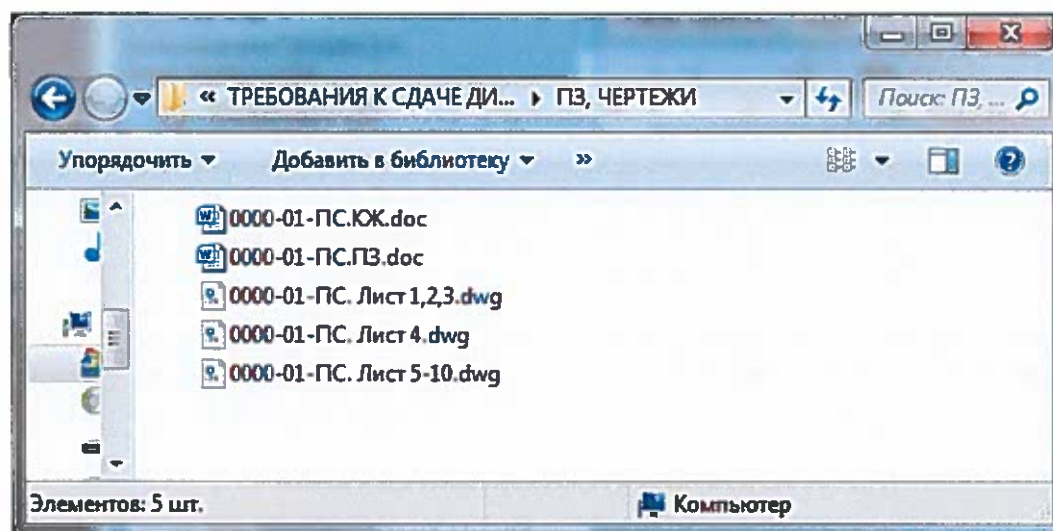 « ТРЕБОВАНИЯ К СДАЧЕ ДИ... ПЗ, ЧЕРТЕЖИ Поиск: ПЗ, ...
Упорядочить Добавить в библиотеку »
0000-01-ПС.КЖ.doc
0000-01-ПС.ПЗ.doc
0000-01-ПС. Лист 1,2,3.dwg
0000-01-ПС. Лист 4.dwg
0000-01-ПС. Лист 5-10.dwg
Элементов: 5 шт. Компьютер